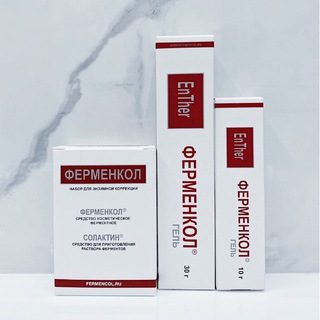 ФЕРМЕНКОЛ
НАБОР ДЛЯ ЭНЗИМНОЙ КОРРЕКЦИИ
ФЕРМЕНКОЛ®
СРЕДСТВО КОСМЕТИЧЕСКОЕ
ФЕРМЕНТНОЕ
СОЛАКТИН®
СРЕДСТВО ДЛЯ ПРИГОТОВЛЕНИЯ
РАСТВОРА ФЕРМЕНТОВ
FERMENCOL.RU
EnTher
ФЕРМЕНКОЛ®
ГЕЛЬ
30 г
EnTher
ФЕРМЕНКОЛ®
ГЕЛЬ
10 г